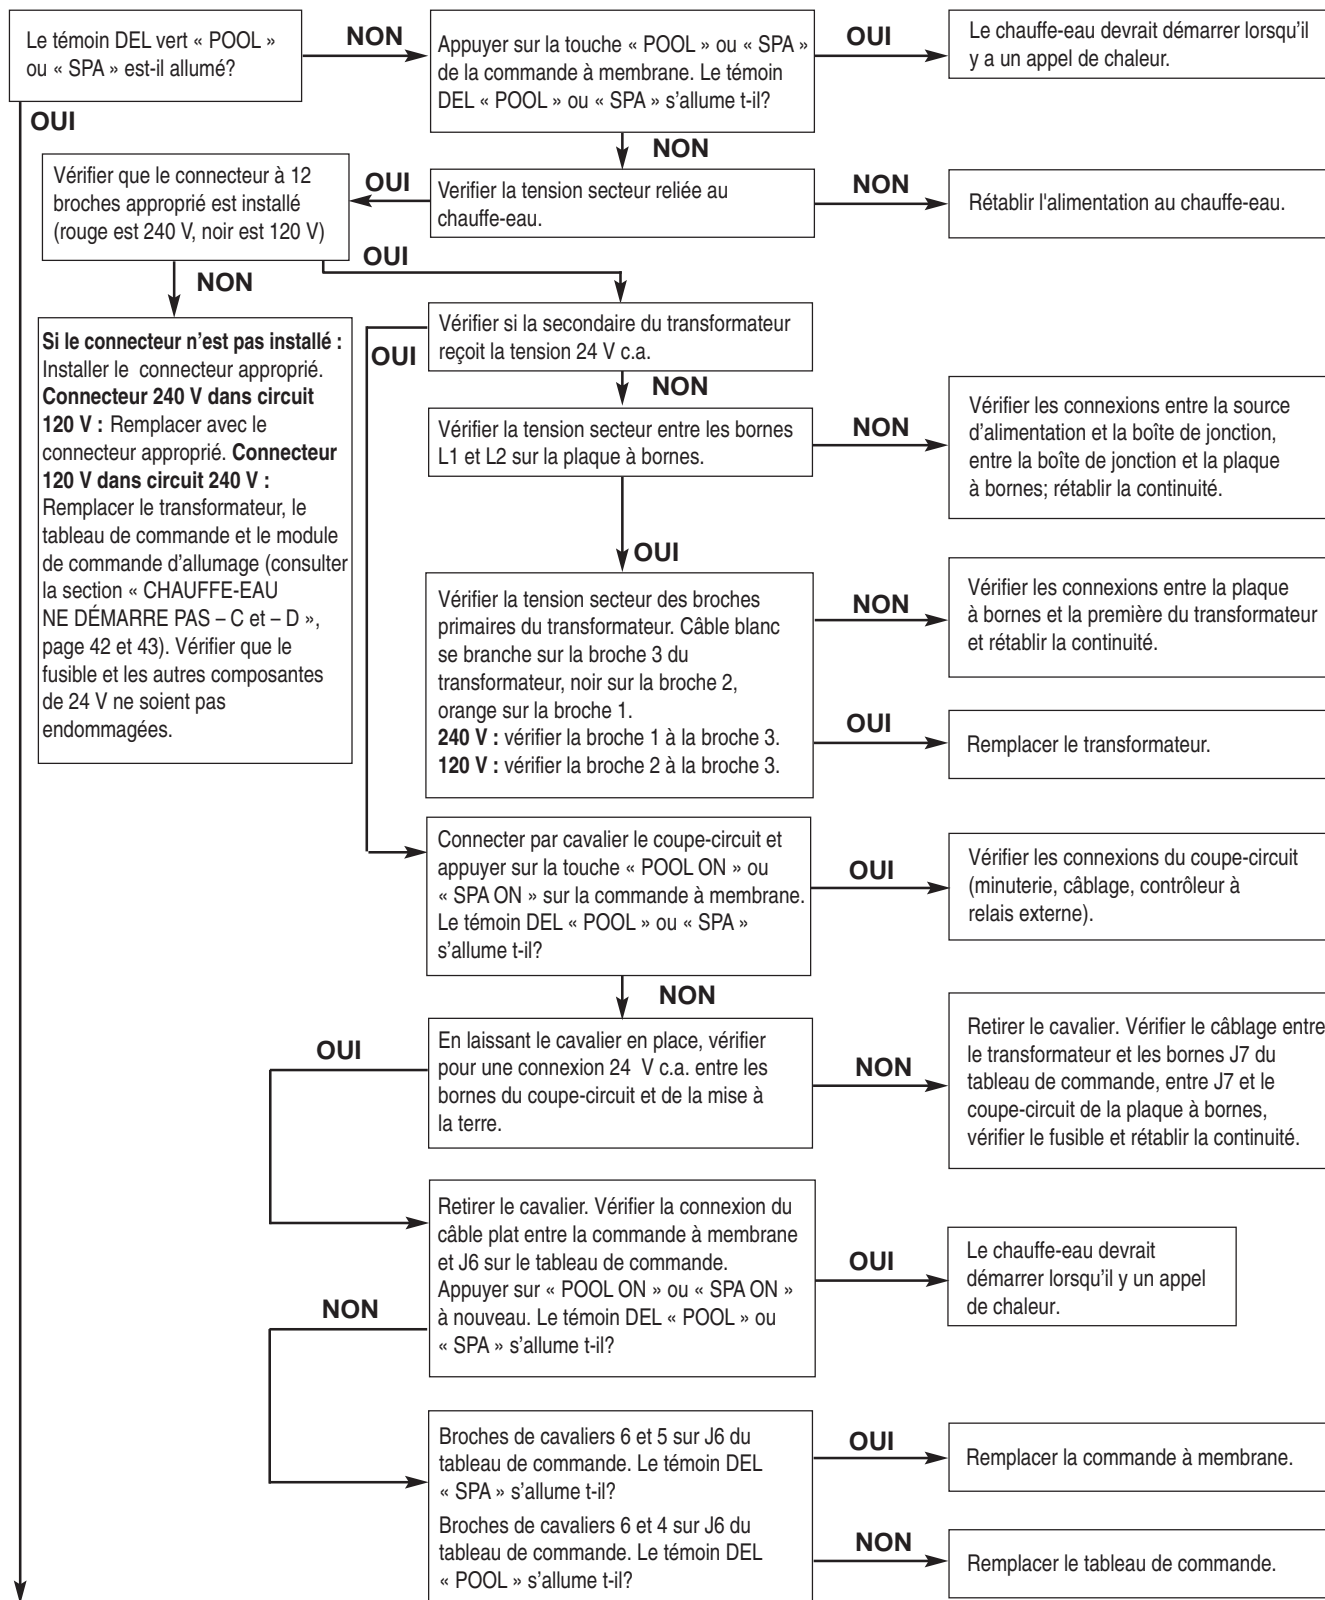 Le témoin DEL vert « POOL »
ou « SPA » est-il allumé?
NON
Appuyer sur la touche « POOL » ou « SPA »
de la commande à membrane. Le témoin
DEL « POOL » ou « SPA » s'allume t-il?
OUI
Le chauffe-eau devrait démarrer lorsqu'il
y a un appel de chaleur.
OUI
NON
Vérifier que le connecteur à 12
broches approprié est installé
(rouge est 240 V, noir est 120 V)
OUI
Verifier la tension secteur reliée au
chauffe-eau.
NON
Rétablir l'alimentation au chauffe-eau.
OUI
NON
Si le connecteur n'est pas installé :
Installer le connecteur approprié.
Connecteur 240 V dans circuit
120 V : Remplacer avec le
connecteur approprié. Connecteur
120 V dans circuit 240 V :
Remplacer le transformateur, le
tableau de commande et le module
de commande d'allumage (consulter
la section « CHAUFFE-EAU
NE DÉMARRE PAS – C et – D »,
page 42 et 43). Vérifier que le
fusible et les autres composantes
de 24 V ne soient pas
endommagées.
OUI
Vérifier si la secondaire du transformateur
reçoit la tension 24 V c.a.
NON
Vérifier la tension secteur entre les bornes
L1 et L2 sur la plaque à bornes.
NON
Vérifier les connexions entre la source
d'alimentation et la boîte de jonction,
entre la boîte de jonction et la plaque
à bornes; rétablir la continuité.
OUI
Vérifier la tension secteur des broches
primaires du transformateur. Câble blanc
se branche sur la broche 3 du
transformateur, noir sur la broche 2,
orange sur la broche 1.
240 V : vérifier la broche 1 à la broche 3.
120 V : vérifier la broche 2 à la broche 3.
NON
Vérifier les connexions entre la plaque
à bornes et la première du transformateur
et rétablir la continuité.
OUI
Remplacer le transformateur.
Connecter par cavalier le coupe-circuit et
appuyer sur la touche « POOL ON » ou
« SPA ON » sur la commande à membrane.
Le témoin DEL « POOL » ou « SPA »
s'allume t-il?
OUI
Vérifier les connexions du coupe-circuit
(minuterie, câblage, contrôleur à
relais externe).
NON
OUI
En laissant le cavalier en place, vérifier
pour une connexion 24 V c.a. entre les
bornes du coupe-circuit et de la mise à
la terre.
NON
Retirer le cavalier. Vérifier le câblage entre
le transformateur et les bornes J7 du
tableau de commande, entre J7 et le
coupe-circuit de la plaque à bornes,
vérifier le fusible et rétablir la continuité.
Retirer le cavalier. Vérifier la connexion du
câble plat entre la commande à membrane
et J6 sur le tableau de commande.
Appuyer sur « POOL ON » ou « SPA ON »
à nouveau. Le témoin DEL « POOL » ou
« SPA » s'allume t-il?
OUI
Le chauffe-eau devrait
démarrer lorsqu'il y un appel
de chaleur.
NON
Broches de cavaliers 6 et 5 sur J6 du
tableau de commande. Le témoin DEL
« SPA » s'allume t-il?
Broches de cavaliers 6 et 4 sur J6 du
tableau de commande. Le témoin DEL
« POOL » s'allume t-il?
OUI
Remplacer la commande à membrane.
NON
Remplacer le tableau de commande.